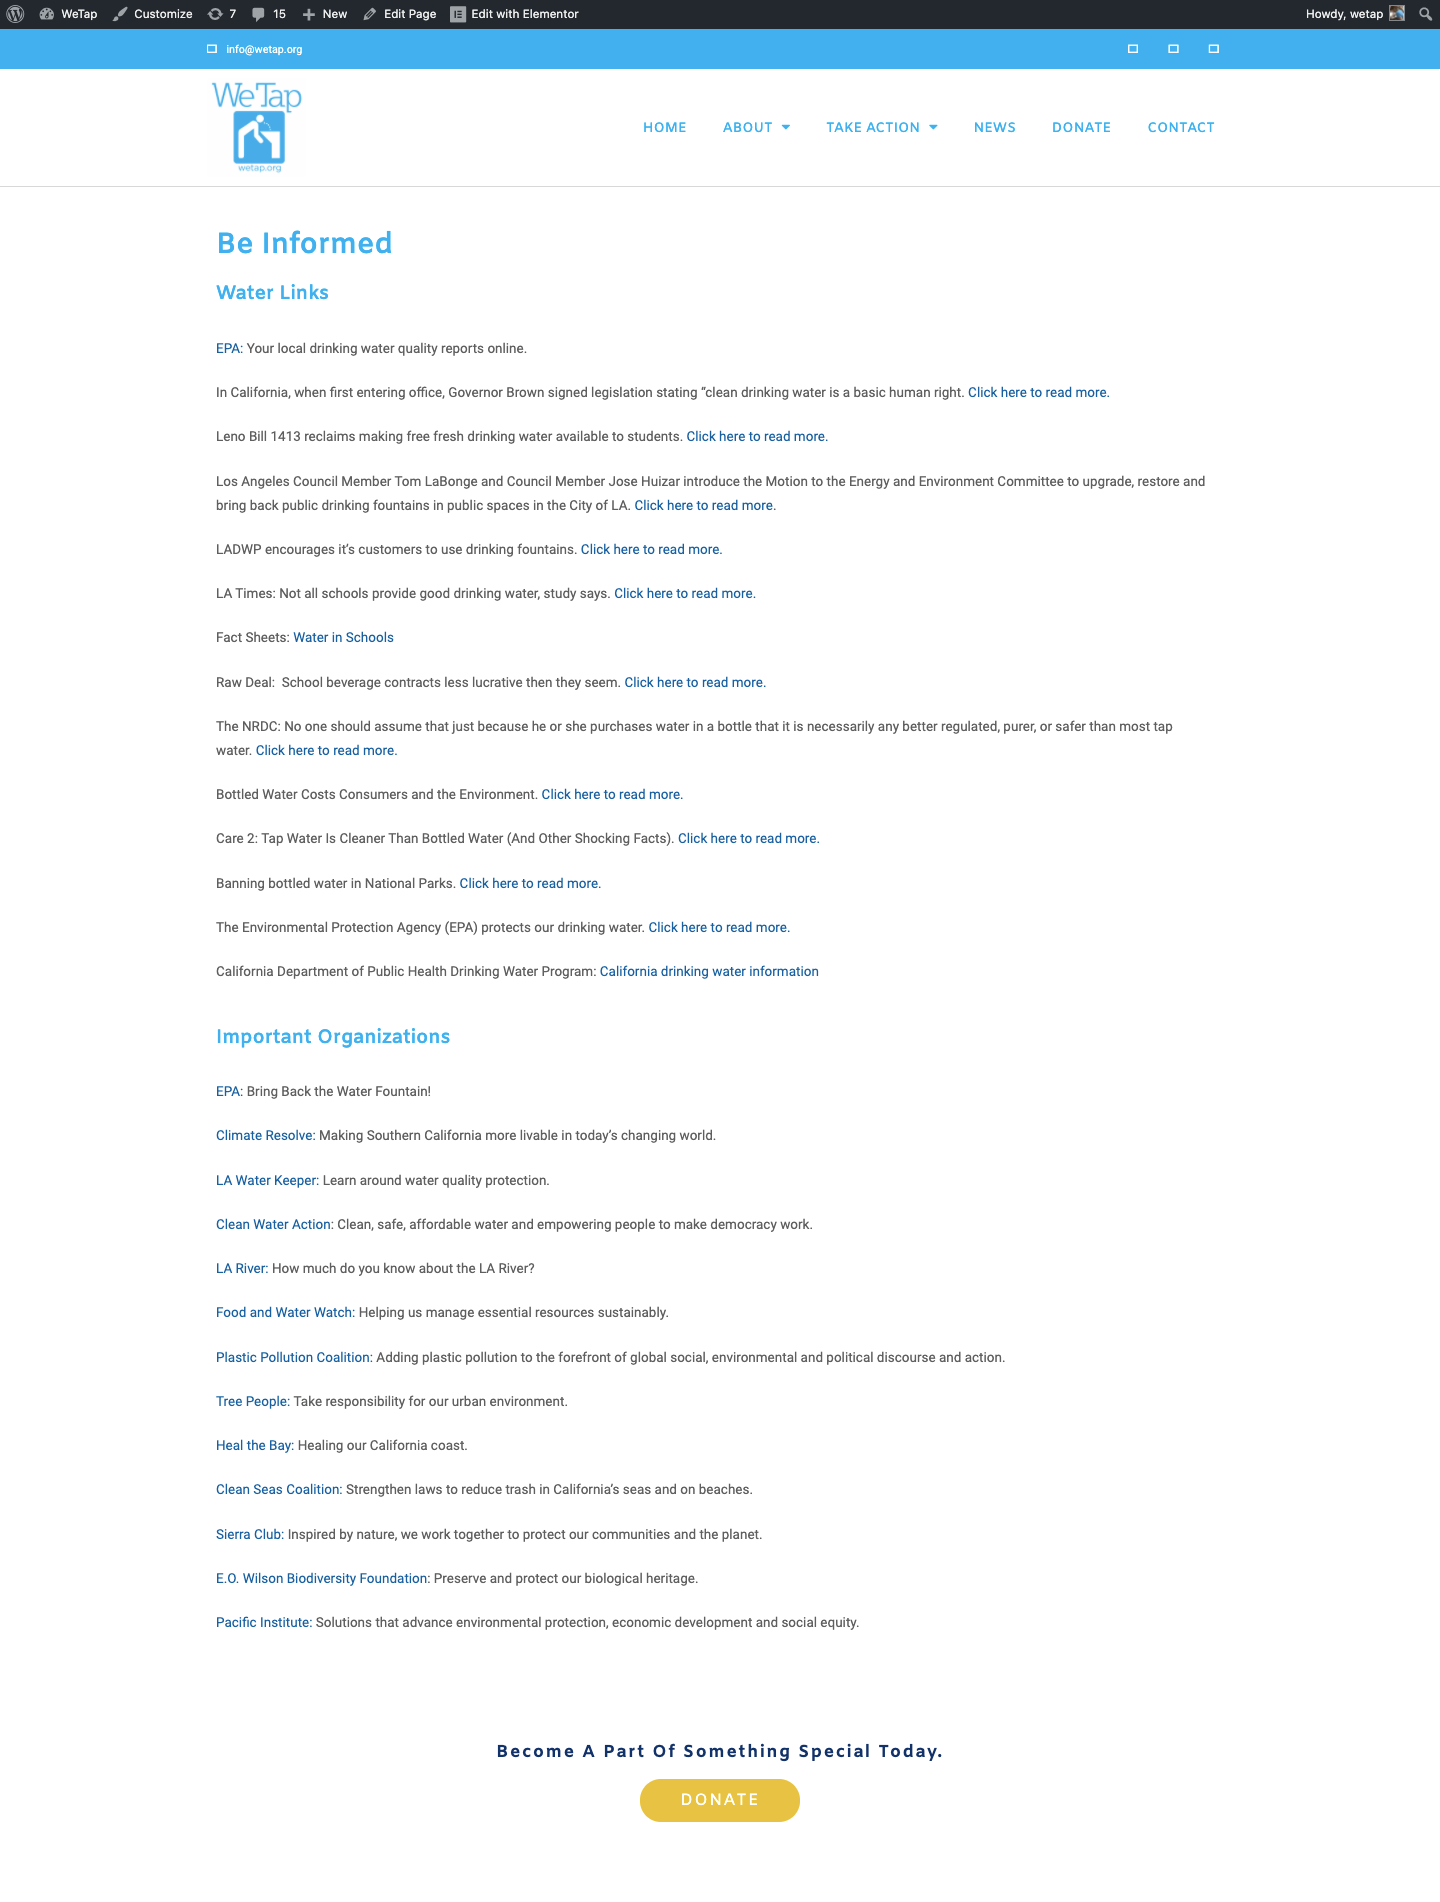 WeTap Customize 7 15 New Edit Page Edit with Elementor Howdy, wetap
info@wetap.org
WeTap
wetap.org
HOME ABOUT TAKE ACTION NEWS DONATE CONTACT
Be Informed
Water Links
EPA: Your local drinking water quality reports online.
In California, when first entering office, Governor Brown signed legislation stating “clean drinking water is a basic human right. Click here to read more.
Leno Bill 1413 reclaims making free fresh drinking water available to students. Click here to read more.
Los Angeles Council Member Tom LaBonge and Council Member Jose Huizar introduce the Motion to the Energy and Environment Committee to upgrade, restore and
bring back public drinking fountains in public spaces in the City of LA. Click here to read more.
LADWP encourages it’s customers to use drinking fountains. Click here to read more.
LA Times: Not all schools provide good drinking water, study says. Click here to read more.
Fact Sheets: Water in Schools
Raw Deal:  School beverage contracts less lucrative then they seem. Click here to read more.
The NRDC: No one should assume that just because he or she purchases water in a bottle that it is necessarily any better regulated, purer, or safer than most tap
water. Click here to read more.
Bottled Water Costs Consumers and the Environment. Click here to read more.
Care 2: Tap Water Is Cleaner Than Bottled Water (And Other Shocking Facts). Click here to read more.
Banning bottled water in National Parks. Click here to read more.
The Environmental Protection Agency (EPA) protects our drinking water. Click here to read more.
California Department of Public Health Drinking Water Program: California drinking water information
Important Organizations
EPA: Bring Back the Water Fountain!
Climate Resolve: Making Southern California more livable in today’s changing world.
LA Water Keeper: Learn around water quality protection.
Clean Water Action: Clean, safe, affordable water and empowering people to make democracy work.
LA River: How much do you know about the LA River?
Food and Water Watch: Helping us manage essential resources sustainably.
Plastic Pollution Coalition: Adding plastic pollution to the forefront of global social, environmental and political discourse and action.
Tree People: Take responsibility for our urban environment.
Heal the Bay: Healing our California coast.
Clean Seas Coalition: Strengthen laws to reduce trash in California’s seas and on beaches.
Sierra Club: Inspired by nature, we work together to protect our communities and the planet.
E.O. Wilson Biodiversity Foundation: Preserve and protect our biological heritage.
Pacific Institute: Solutions that advance environmental protection, economic development and social equity.
Become A Part Of Something Special Today.
DONATE